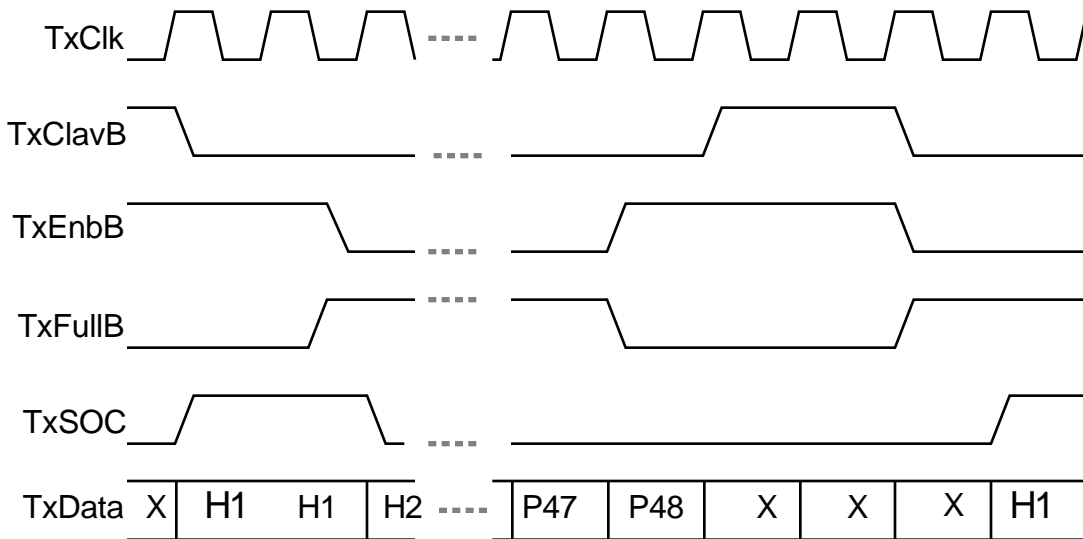 TxClk
TxClavB
TxEnbB
TxFullB
TxSOC
TxData X H1 H1 H2 P47 P48 X X X H1